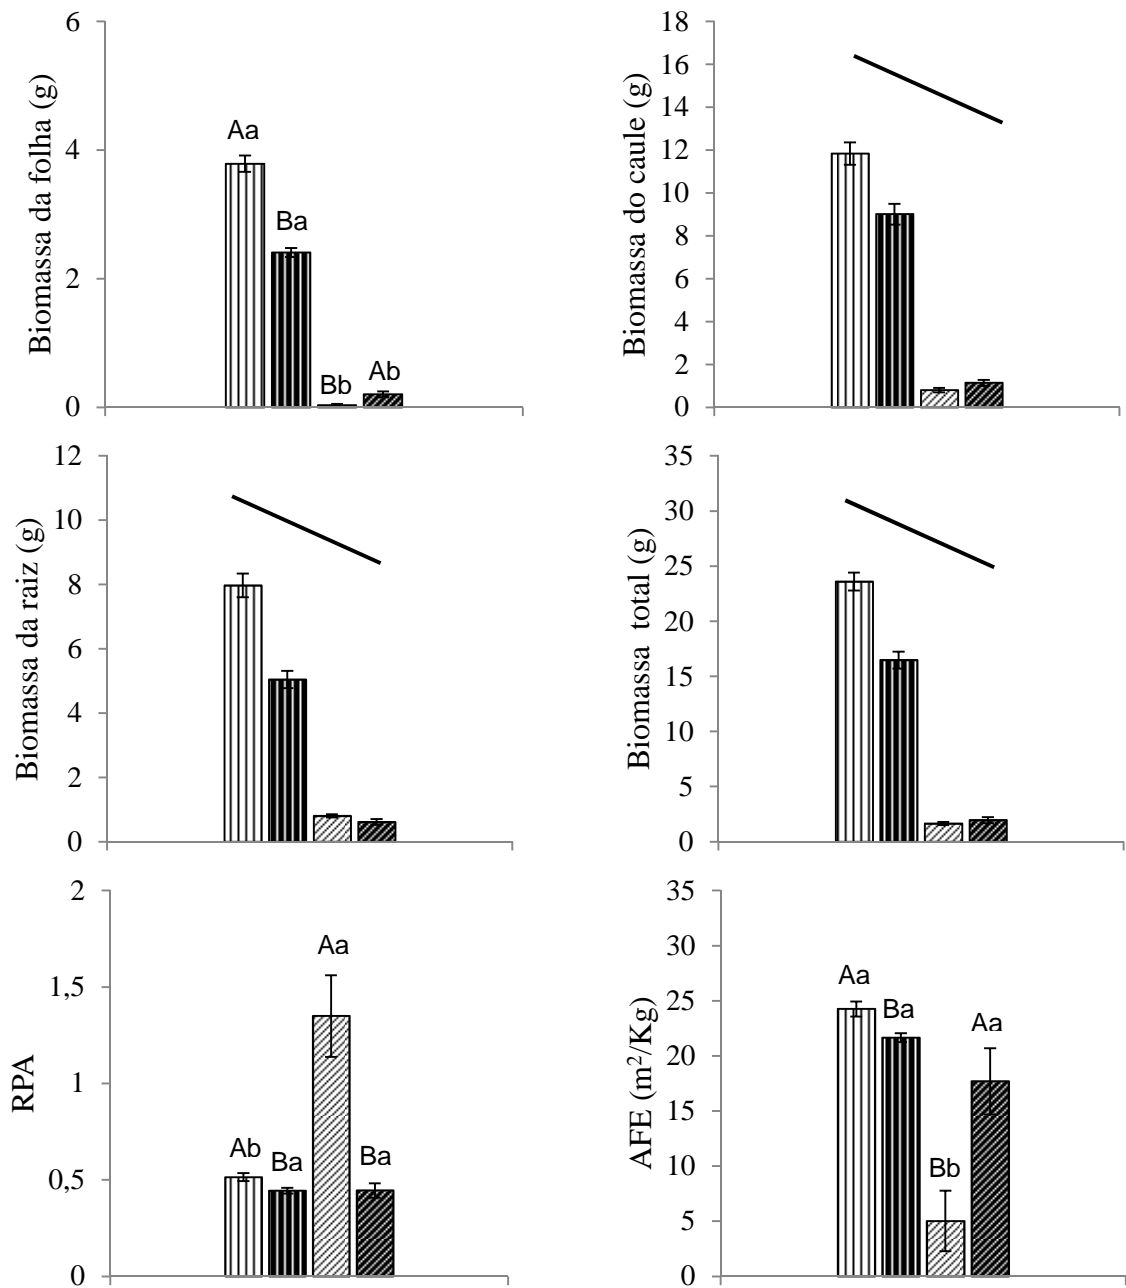 Biomassa da folha (g)
6
4
2
0
Aa
Ba
Bb
Ab
Biomassa do caule (g)
18
16
14
12
10
8
6
4
2
0
Biomassa da raiz (g)
12
10
8
6
4
2
0
Biomassa total (g)
35
30
25
20
15
10
5
0
RPA
2
1,5
1
0,5
0
Ab
Ba
Aa
Ba
AFE (m²/Kg)
35
30
25
20
15
10
5
0
Aa
Ba
Bb
Aa